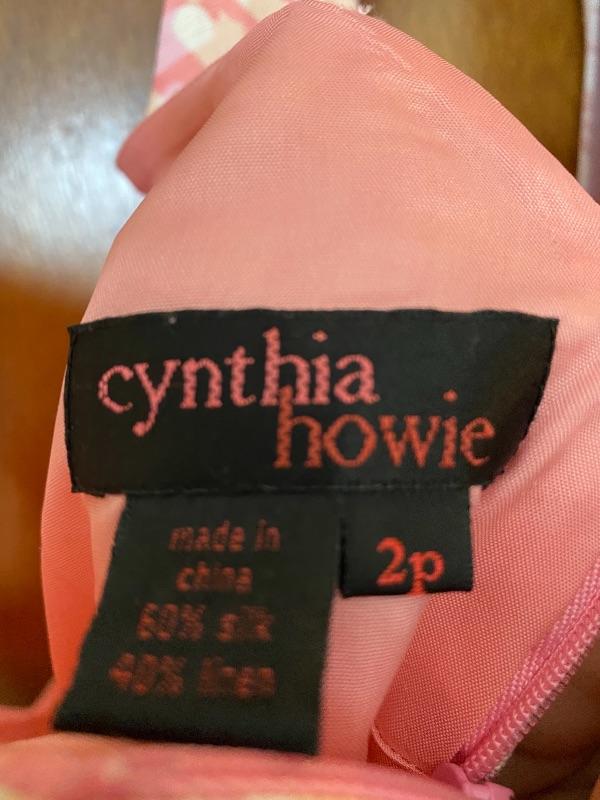 cynthia
howie
2p
made in
china
60% silk
40% linen